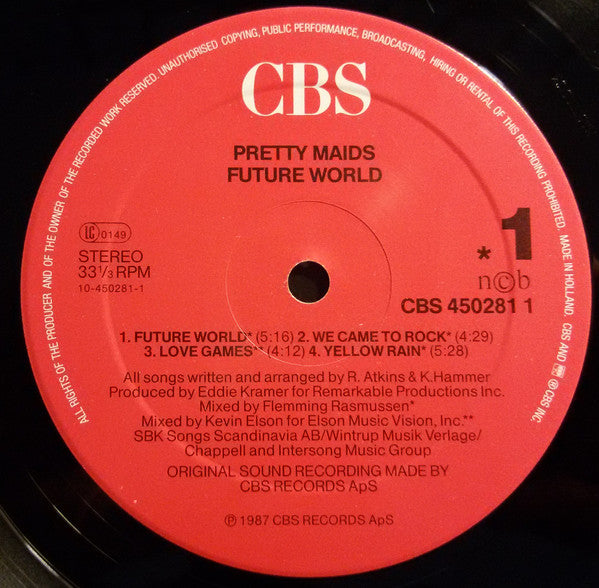 ALL RIGHTS OF THE PRODUCER AND OF THE OWNER OF THE RECORDED WORK RESERVED. UNAUTHORISED COPYING, PUBLIC PERFORMANCE, BROADCASTING, HIRING OR RENTAL OF THIS RECORDING PROHIBITED. MADE IN HOLLAND. CBS AND ® CBS INC.
CBS
PRETTY MAIDS
FUTURE WORLD
LC 0149
STEREO
33 1/3 RPM
10-450281-1
* 1
n©b
CBS 450281 1
1. FUTURE WORLD* (5:16) 2. WE CAME TO ROCK* (4:29)
3. LOVE GAMES** (4:12) 4. YELLOW RAIN* (5:28)
All songs written and arranged by R. Atkins & K.Hammer
Produced by Eddie Kramer for Remarkable Productions Inc.
Mixed by Flemming Rasmussen*
Mixed by Kevin Elson for Elson Music Vision, Inc.**
SBK Songs Scandinavia AB/Wintrup Musik Verlage/
Chappell and Intersong Music Group
ORIGINAL SOUND RECORDING MADE BY
CBS RECORDS ApS
℗ 1987 CBS RECORDS ApS